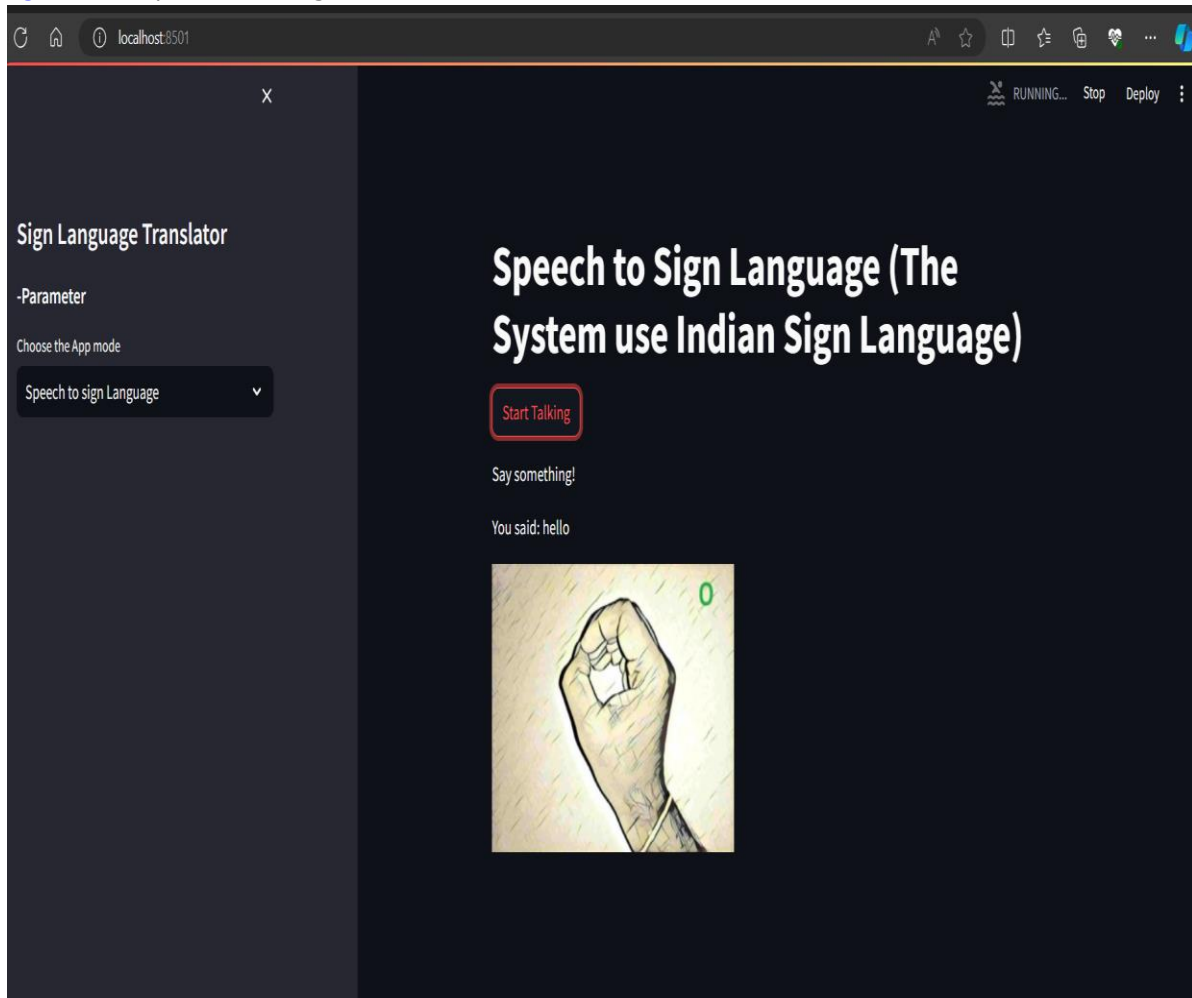 localhost:8501
RUNNING... Stop Deploy
Sign Language Translator
-Parameter
Choose the App mode
Speech to sign Language
Speech to Sign Language (The
System use Indian Sign Language)
Start Talking
Say something!
You said: hello
O